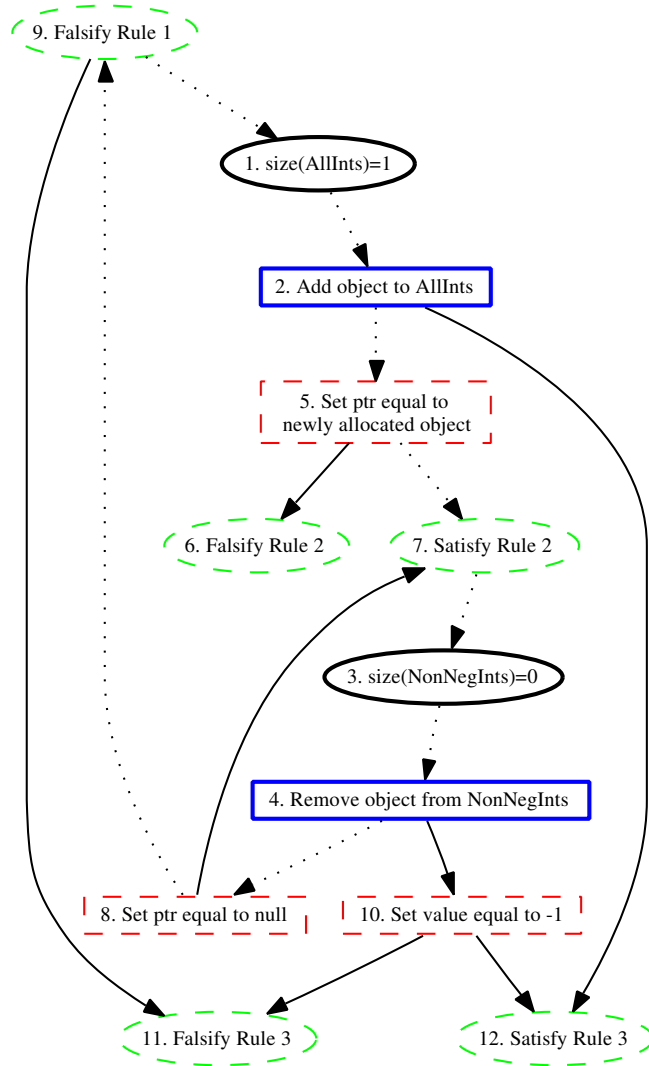 9. Falsify Rule 1
1. size(AllInts)=1
2. Add object to AllInts
5. Set ptr equal to
newly allocated object
6. Falsify Rule 2
7. Satisfy Rule 2
3. size(NonNegInts)=0
4. Remove object from NonNegInts
8. Set ptr equal to null
10. Set value equal to -1
11. Falsify Rule 3
12. Satisfy Rule 3